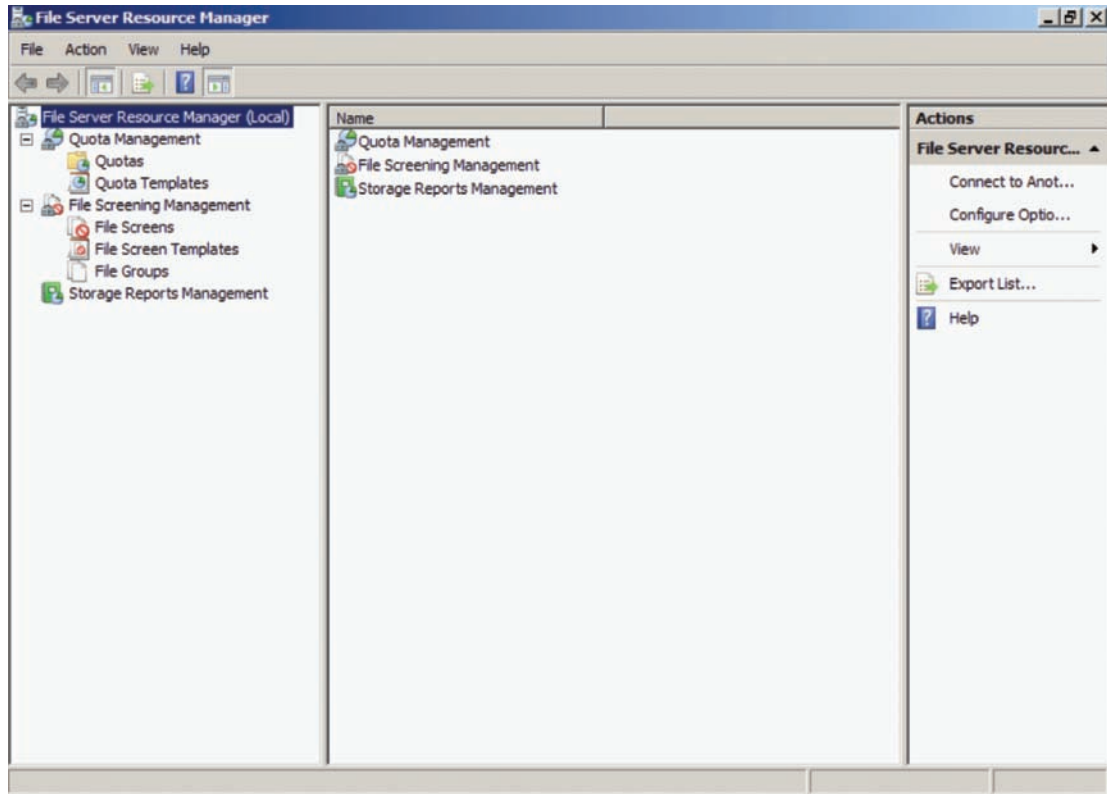 File Server Resource Manager
File Action View Help
File Server Resource Manager (Local)
Quota Management
Quotas
Quota Templates
File Screening Management
File Screens
File Screen Templates
File Groups
Storage Reports Management
Name
Quota Management
File Screening Management
Storage Reports Management
Actions
File Server Resourc...
Connect to Anot...
Configure Optio...
View
Export List...
Help